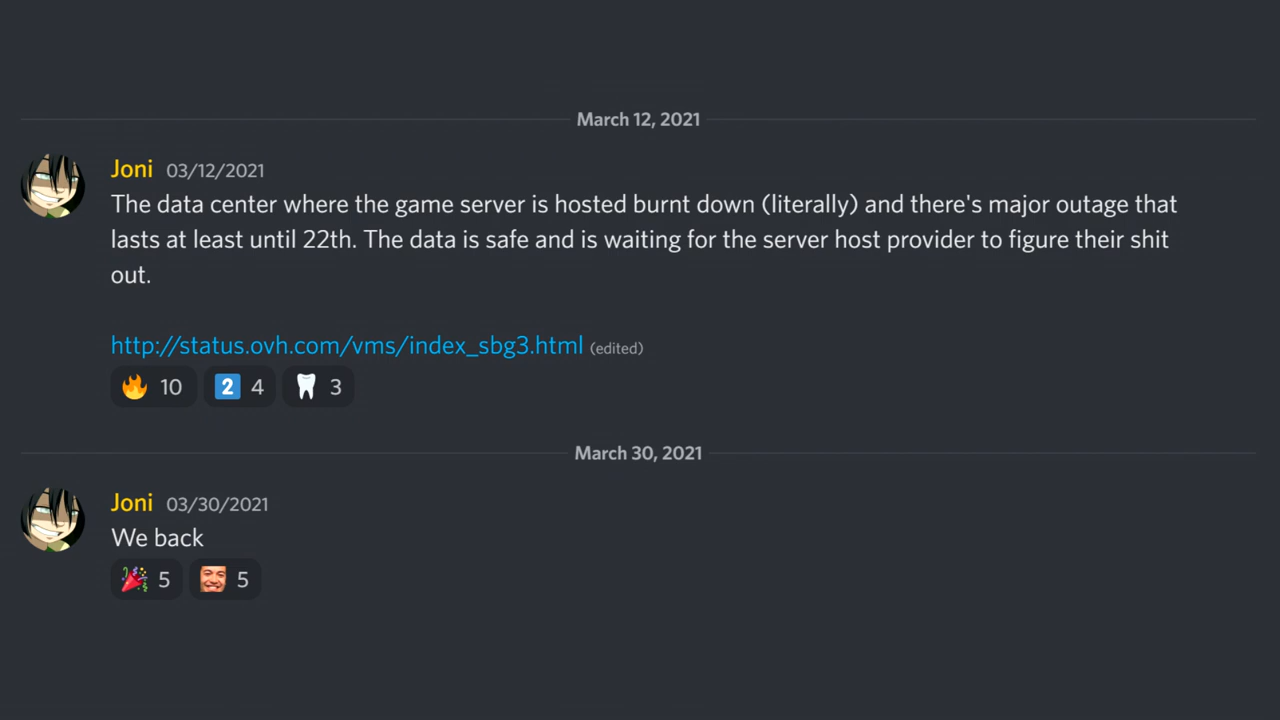 March 12, 2021
Joni 03/12/2021
The data center where the game server is hosted burnt down (literally) and there's major outage that
lasts at least until 22th. The data is safe and is waiting for the server host provider to figure their shit
out.
http://status.ovh.com/vms/index_sbg3.html (edited)
🔥 10 2 4 🦷 3
March 30, 2021
Joni 03/30/2021
We back
🎉 5 5